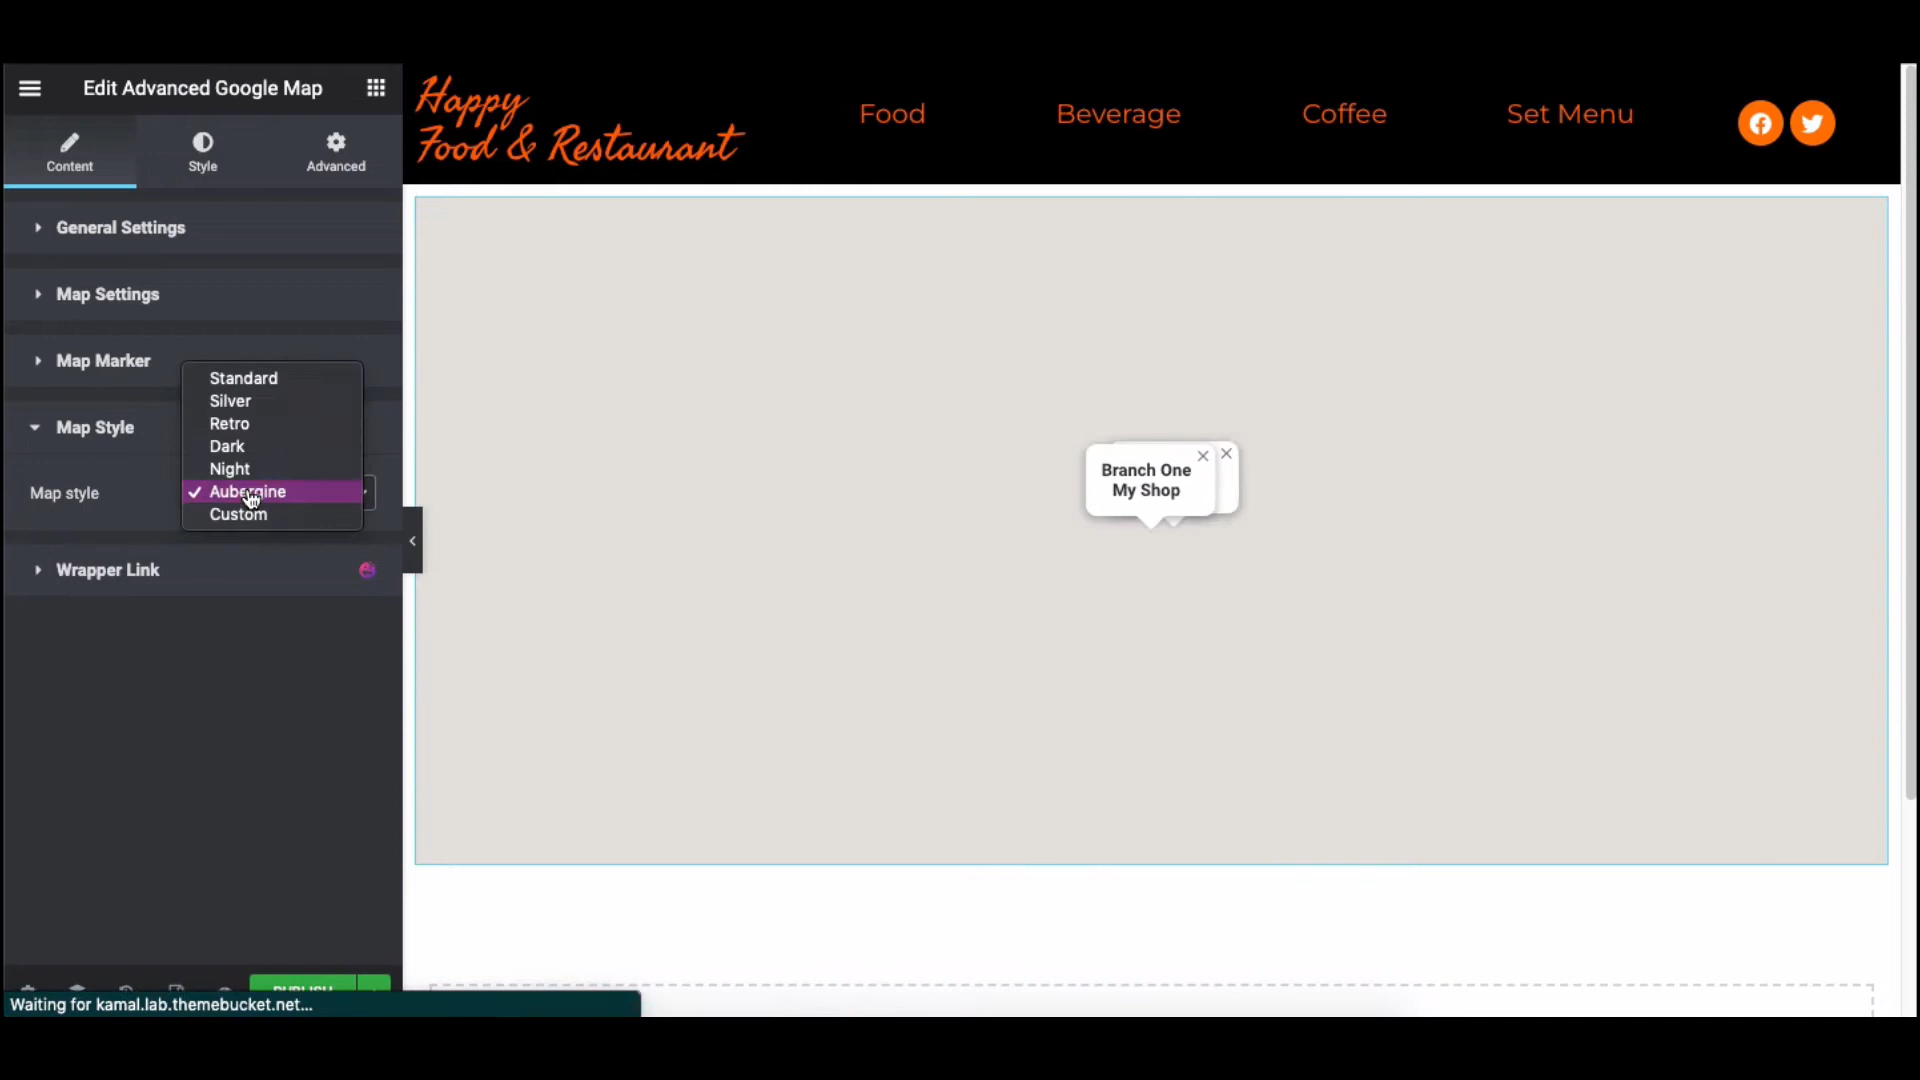 Edit Advanced Google Map
Content
Style
Advanced
General Settings
Map Settings
Map Marker
Map Style
Map style
Standard
Silver
Retro
Dark
Night
Aubergine
Custom
Wrapper Link
PUBLISH
Waiting for kamal.lab.themebucket.net...
Happy
Food & Restaurant
Food
Beverage
Coffee
Set Menu
Branch One
My Shop